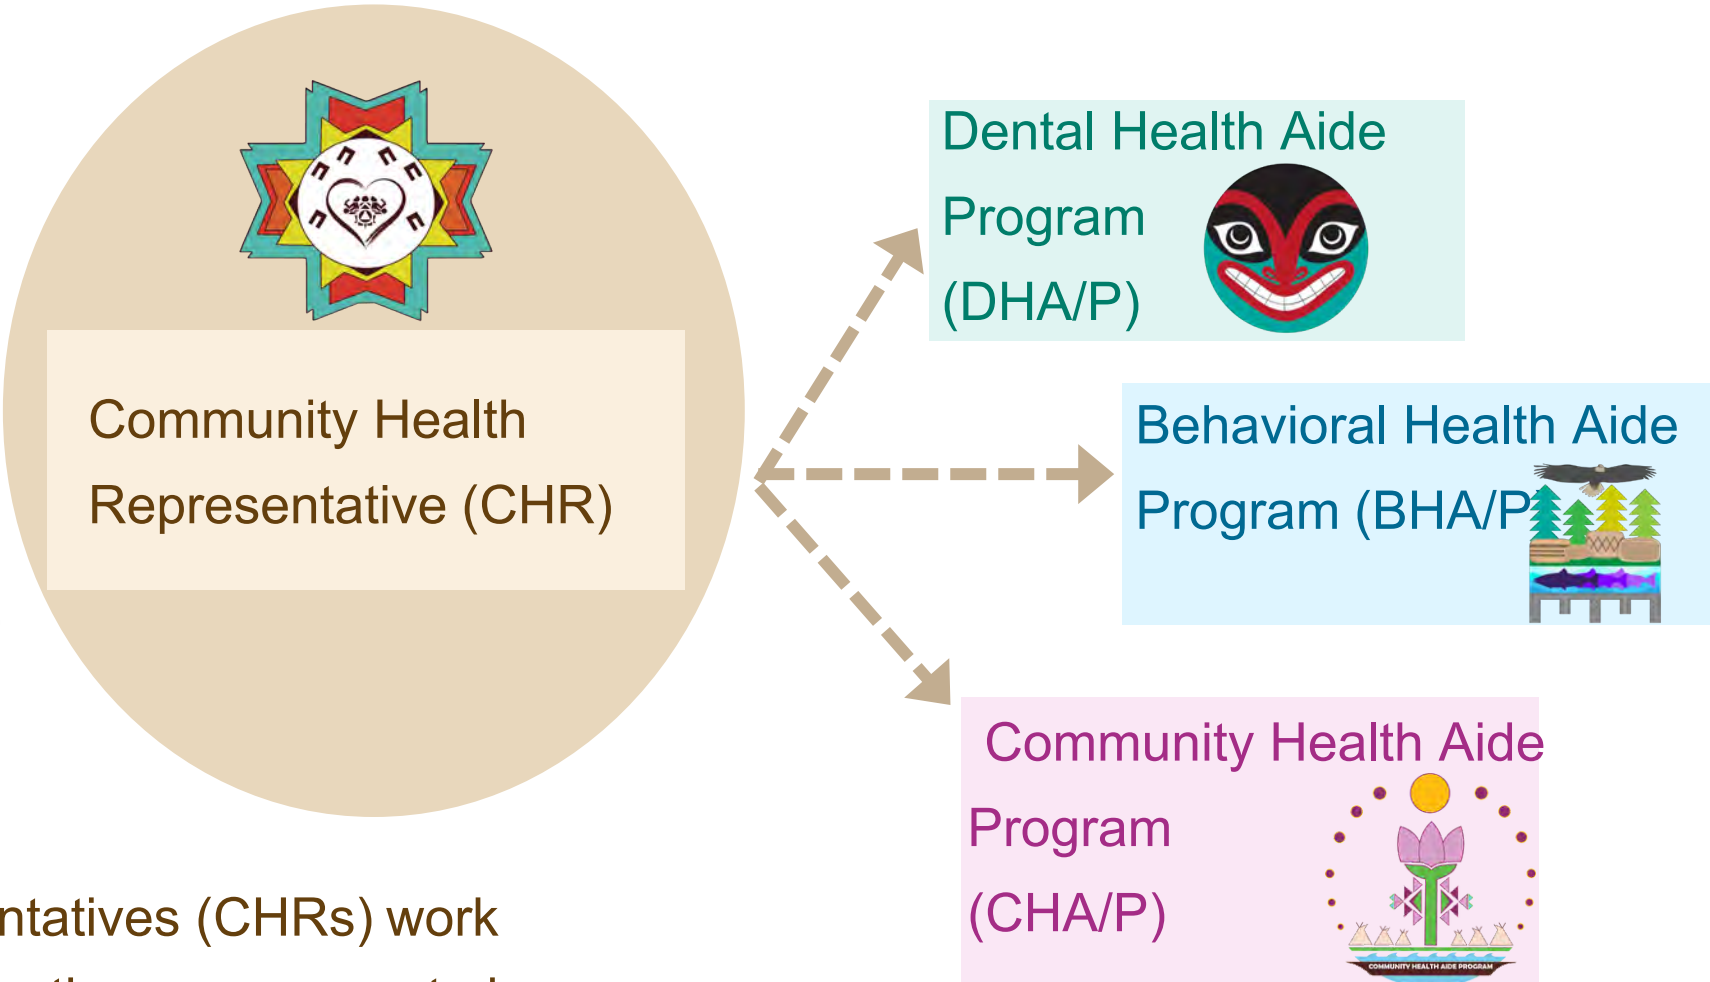 Community Health
Representative (CHR)
Dental Health Aide
Program
(DHA/P)
Behavioral Health Aide
Program (BHA/P
Community Health Aide
Program
(CHA/P)
COMMUNITY HEALTH AIDE PROGRAM
ntatives (CHRs) work